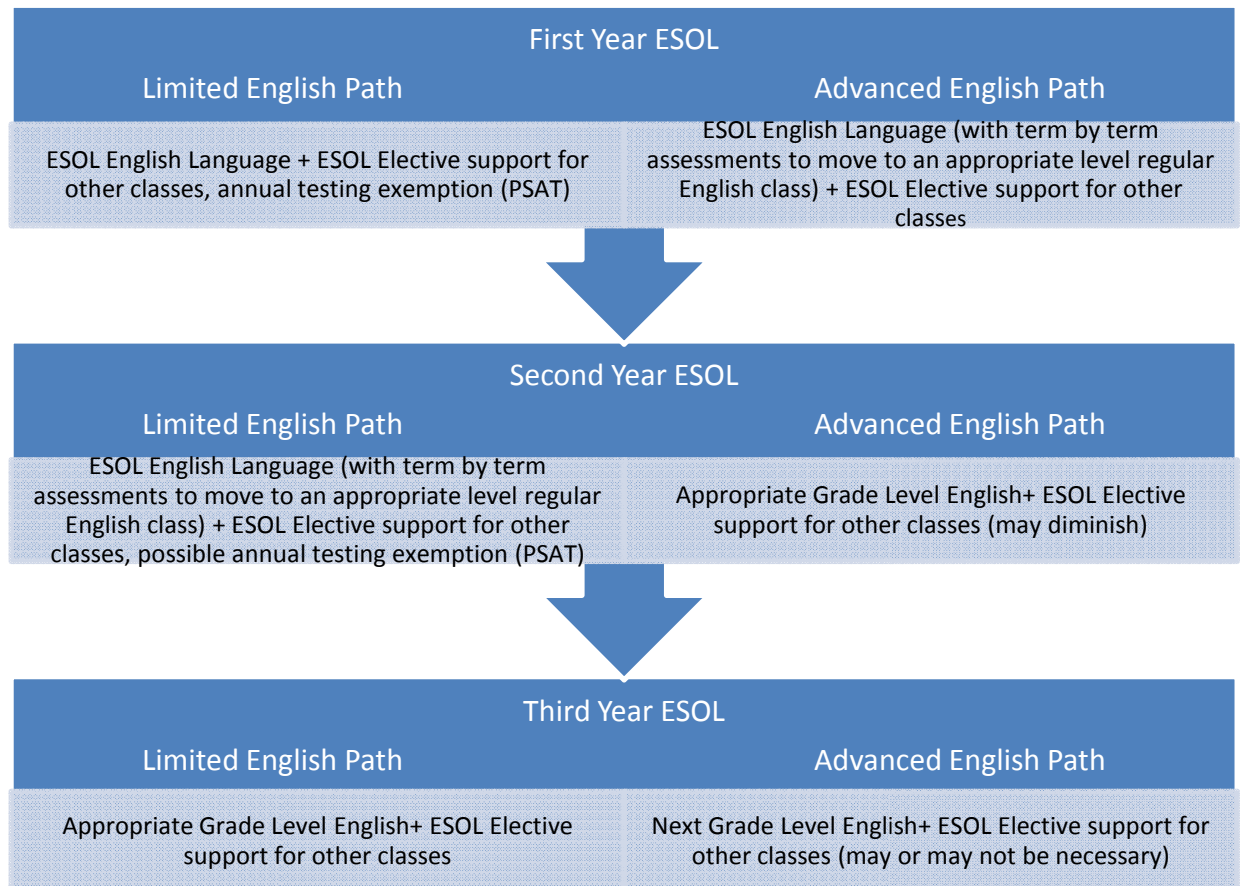 First Year ESOL
Limited English Path
Advanced English Path
ESOL English Language + ESOL Elective support for
other classes, annual testing exemption (PSAT)
ESOL English Language (with term by term
assessments to move to an appropriate level regular
English class) + ESOL Elective support for other
classes
Second Year ESOL
Limited English Path
Advanced English Path
ESOL English Language (with term by term
assessments to move to an appropriate level regular
English class) + ESOL Elective support for other
classes, possible annual testing exemption (PSAT)
Appropriate Grade Level English+ ESOL Elective
support for other classes (may diminish)
Third Year ESOL
Limited English Path
Advanced English Path
Appropriate Grade Level English+ ESOL Elective
support for other classes
Next Grade Level English+ ESOL Elective support for
other classes (may or may not be necessary)